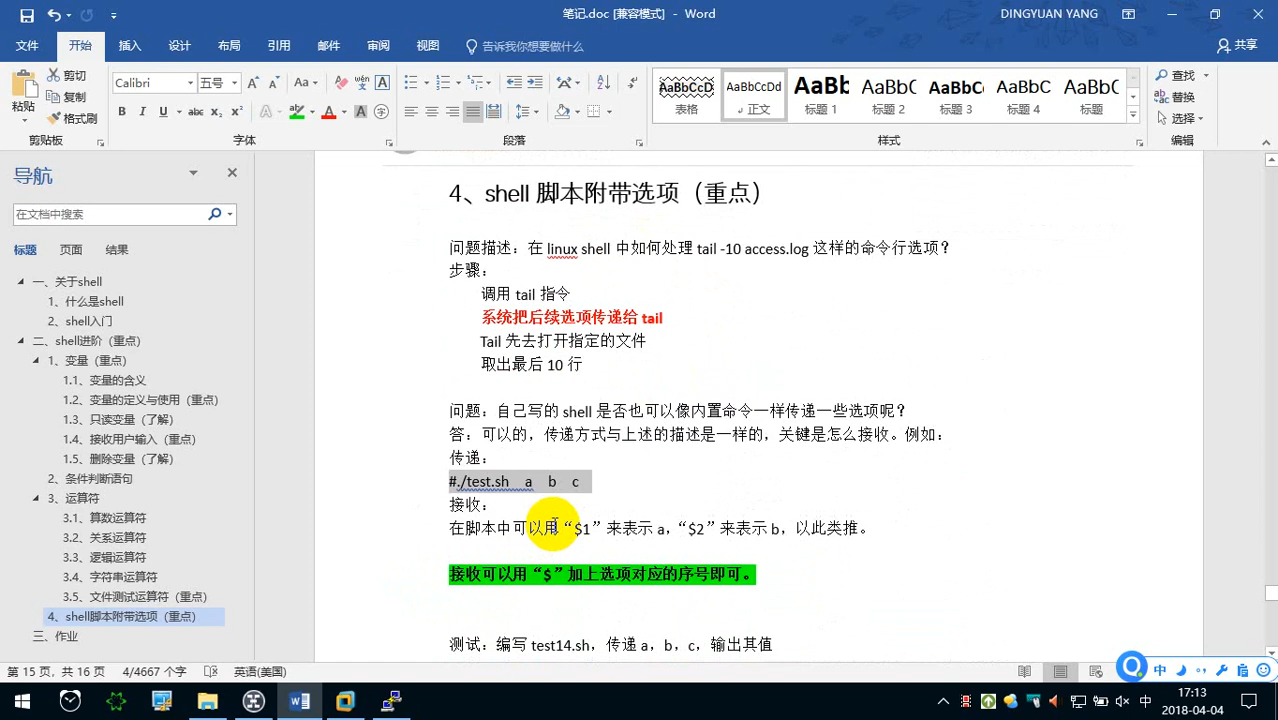 笔记.doc [兼容模式] - Word
DINGYUAN YANG
文件 开始 插入 设计 布局 引用 邮件 审阅 视图 告诉我你想要做什么 共享
粘贴 剪切 复制 格式刷
Calibri 五号
AaBbCcD 表格
AaBbCcDd 正文
AaBb 标题 1
AaBbC 标题 2
AaBbC 标题 3
AaBbC 标题 4
AaBbC 标题
查找
替换
选择
剪贴板 字体 段落 样式 编辑
导航
在文档中搜索
标题 页面 结果
一、关于shell
1、什么是shell
2、shell入门
二、shell进阶（重点）
1、变量（重点）
1.1、变量的含义
1.2、变量的定义与使用（重点）
1.3、只读变量（了解）
1.4、接收用户输入（重点）
1.5、删除变量（了解）
2、条件判断语句
3、运算符
3.1、算数运算符
3.2、关系运算符
3.3、逻辑运算符
3.4、字符串运算符
3.5、文件测试运算符（重点）
4、shell脚本附带选项（重点）
三、作业
4、shell 脚本附带选项（重点）
问题描述：在 linux shell 中如何处理 tail -10 access.log 这样的命令行选项？
步骤：
调用 tail 指令
系统把后续选项传递给 tail
Tail 先去打开指定的文件
取出最后 10 行
问题：自己写的 shell 是否也可以像内置命令一样传递一些选项呢？
答：可以的，传递方式与上述的描述是一样的，关键是怎么接收。例如：
传递：
#./test.sh a b c
接收：
在脚本中可以用“$1”来表示 a，“$2”来表示 b，以此类推。
接收可以用“$”加上选项对应的序号即可。
测试：编写 test14.sh，传递 a，b，c，输出其值
第 15 页，共 16 页 4/4667 个字 英语(美国)
中
中 17:13
2018-04-04